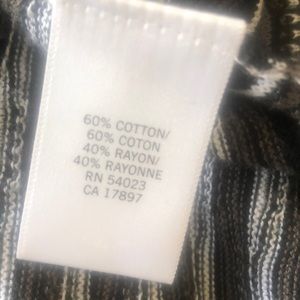 60% COTTON/
60% COTON
40% RAYON/
40% RAYONNE
RN 54023
CA 17897